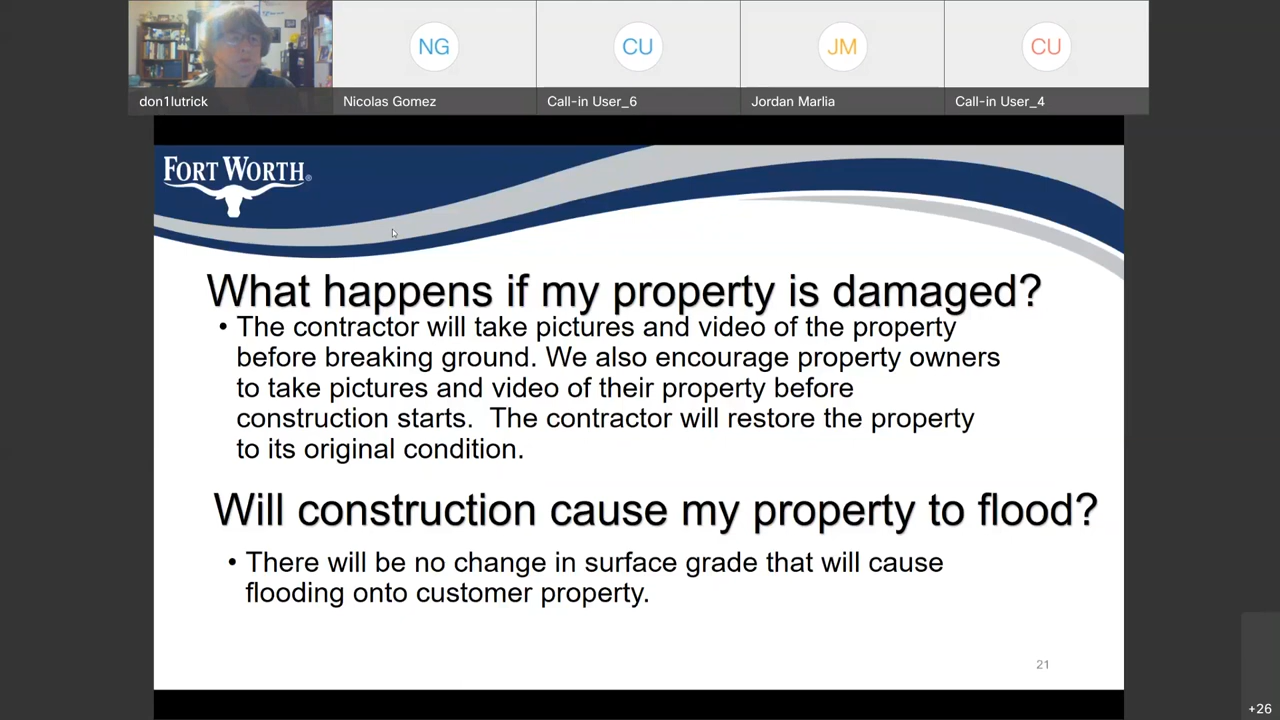 NG
CU
JM
CU
don1lutrick
Nicolas Gomez
Call-in User_6
Jordan Marlia
Call-in User_4
FORT WORTH®
What happens if my property is damaged?
• The contractor will take pictures and video of the property
before breaking ground. We also encourage property owners
to take pictures and video of their property before
construction starts.  The contractor will restore the property
to its original condition.
Will construction cause my property to flood?
• There will be no change in surface grade that will cause
flooding onto customer property.
21
+26